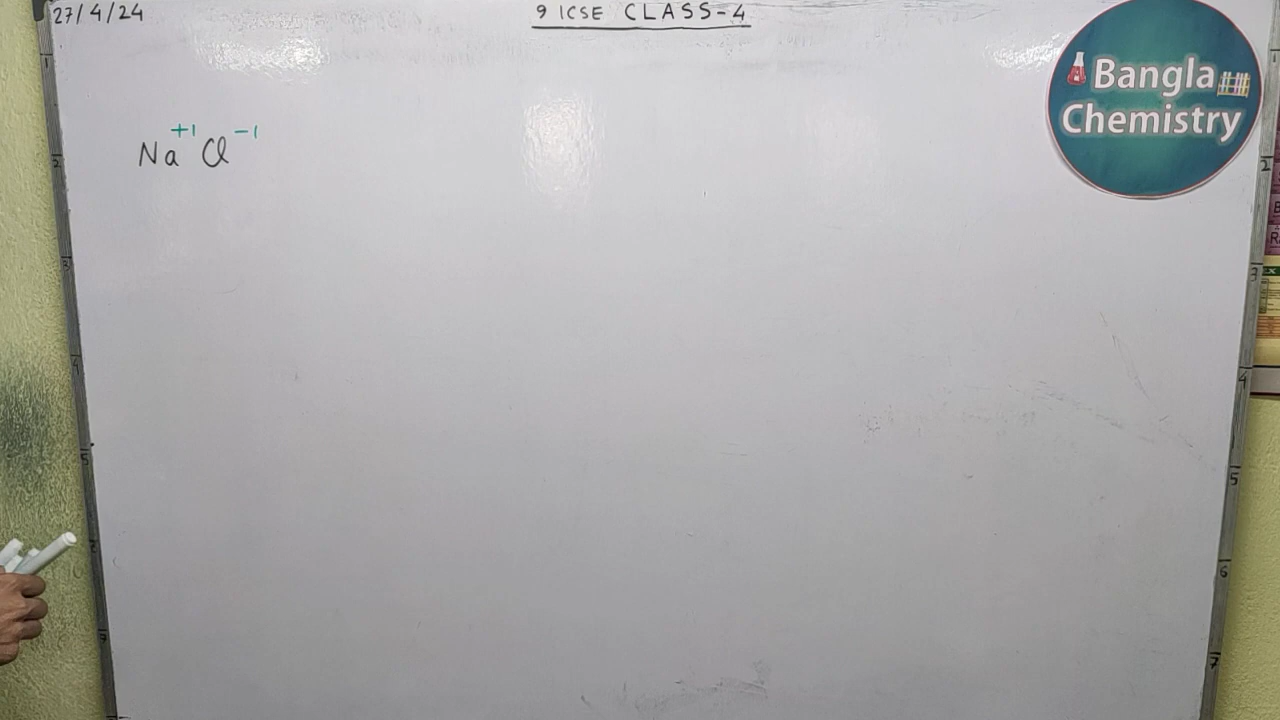 27/4/24
9 ICSE CLASS-4
Bangla
Chemistry
Na⁺¹ Cl⁻¹